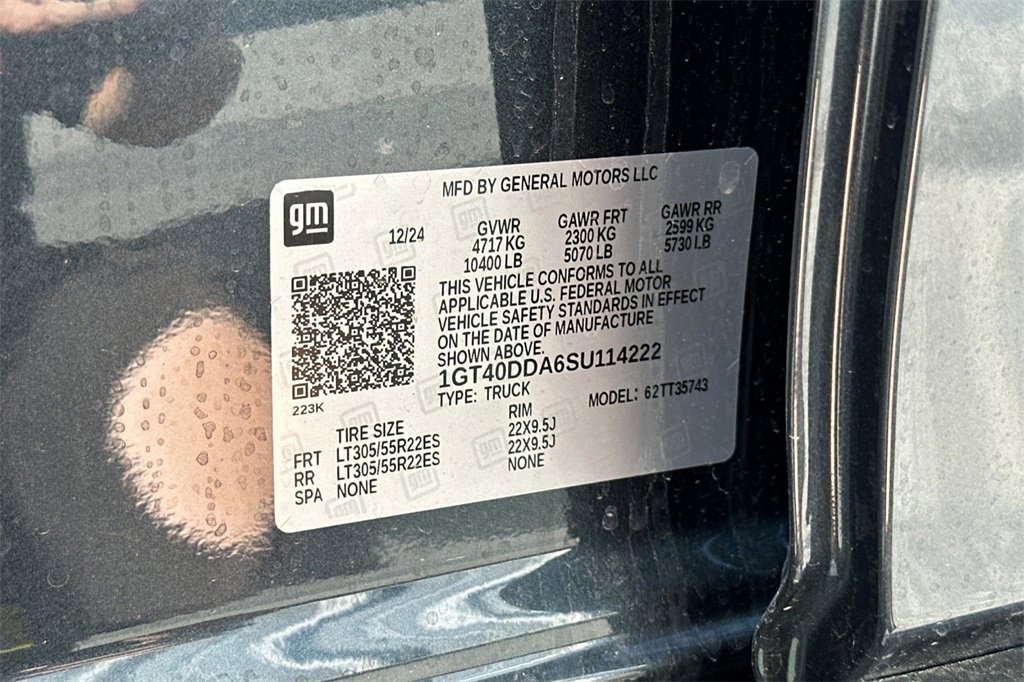 MFD BY GENERAL MOTORS LLC
gm
12/24
GVWR GAWR FRT GAWR RR
4717 KG 2300 KG 2599 KG
10400 LB 5070 LB 5730 LB
THIS VEHICLE CONFORMS TO ALL
APPLICABLE U.S. FEDERAL MOTOR
VEHICLE SAFETY STANDARDS IN EFFECT
ON THE DATE OF MANUFACTURE
SHOWN ABOVE.
1GT40DDA6SU114222
TYPE: TRUCK MODEL: 62TT35743
223K
TIRE SIZE RIM
FRT LT305/55R22ES 22X9.5J
RR LT305/55R22ES 22X9.5J
SPA NONE NONE